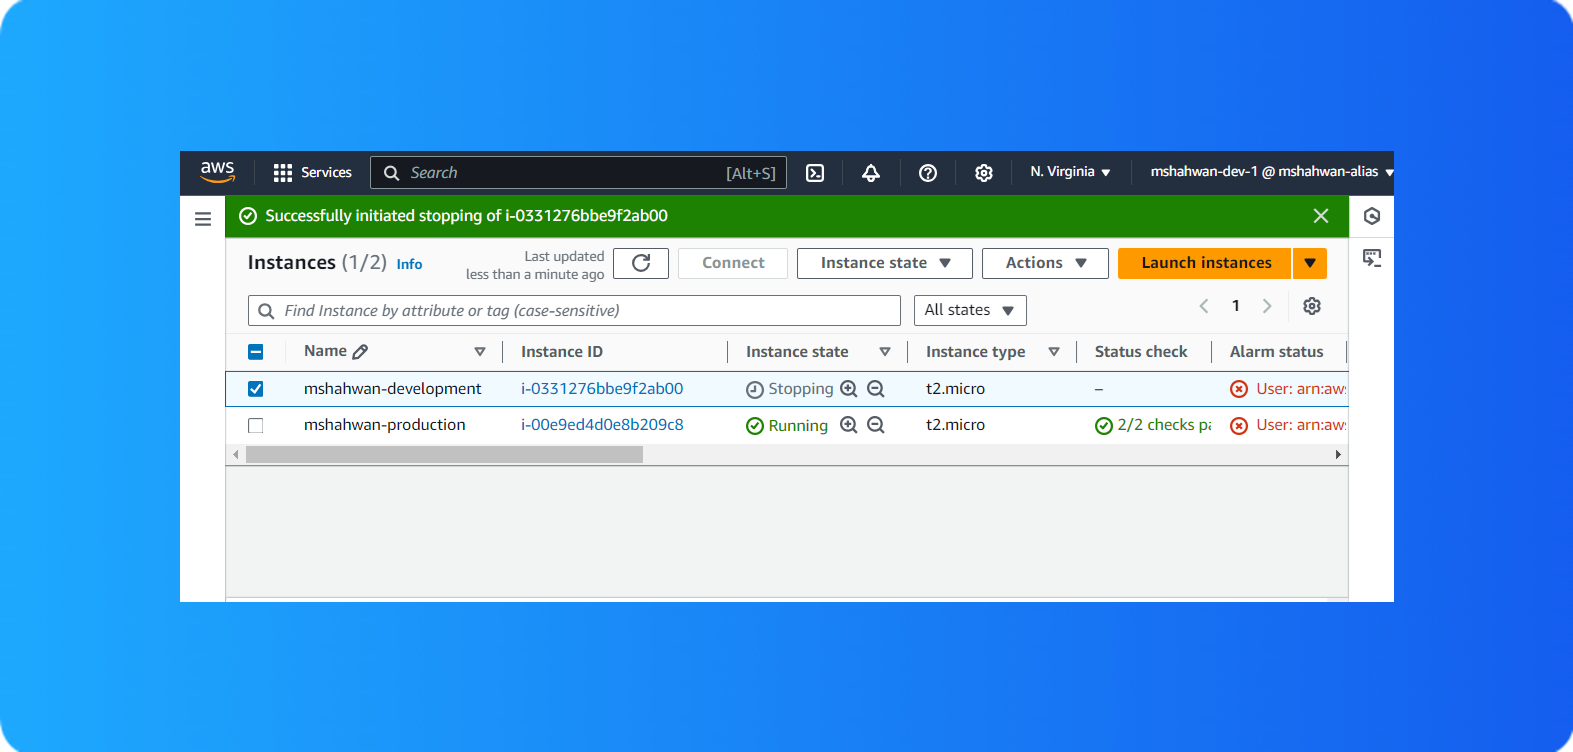 aws Services Search [Alt+S] N. Virginia mshahwan-dev-1 @ mshahwan-alias
Successfully initiated stopping of i-0331276bbe9f2ab00
Instances (1/2) Info Last updated less than a minute ago Connect Instance state Actions Launch instances
Find Instance by attribute or tag (case-sensitive) All states 1
Name Instance ID Instance state Instance type Status check Alarm status
mshahwan-development i-0331276bbe9f2ab00 Stopping t2.micro – User: arn:aws
mshahwan-production i-00e9ed4d0e8b209c8 Running t2.micro 2/2 checks pa User: arn:aws